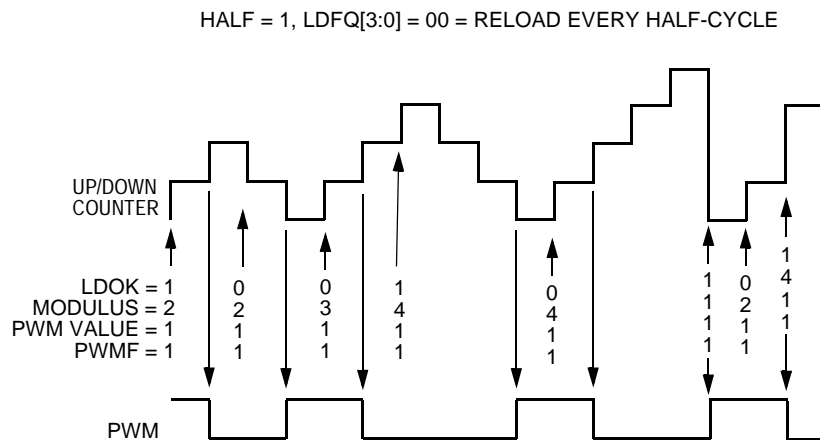 HALF = 1, LDFQ[3:0] = 00 = RELOAD EVERY HALF-CYCLE
UP/DOWN
COUNTER
LDOK = 1 0 0 1 0 1 0 1
MODULUS = 2 2 3 4 4 1 2 4
PWM VALUE = 1 1 1 1 1 1 1 1
PWMF = 1 1 1 1 1 1 1 1
PWM